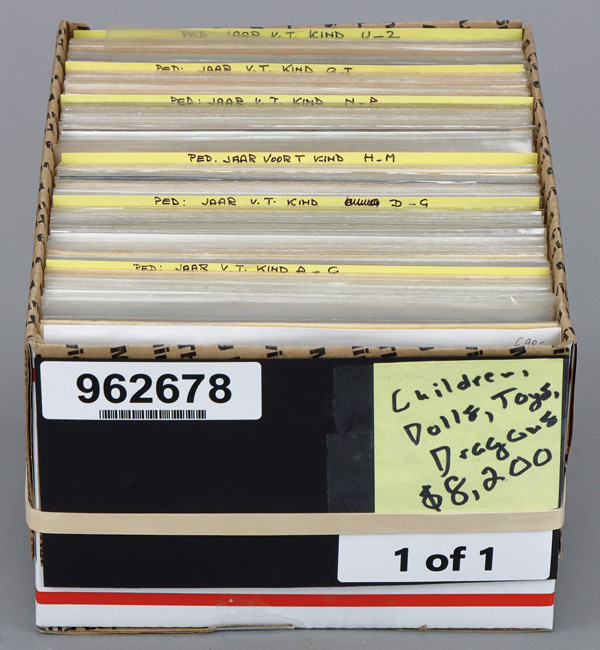 PED: JAAR V.T. KIND U-Z
PED: JAAR V.T. KIND Q-T
PED: JAAR V.T. KIND N-P
PED. JAAR VOOR T KIND H-M
PED: JAAR V.T. KIND D-G
PED: JAAR V.T. KIND A-C
962678
Children,
Dolls, Toys,
Dragons
$8,200
1 of 1